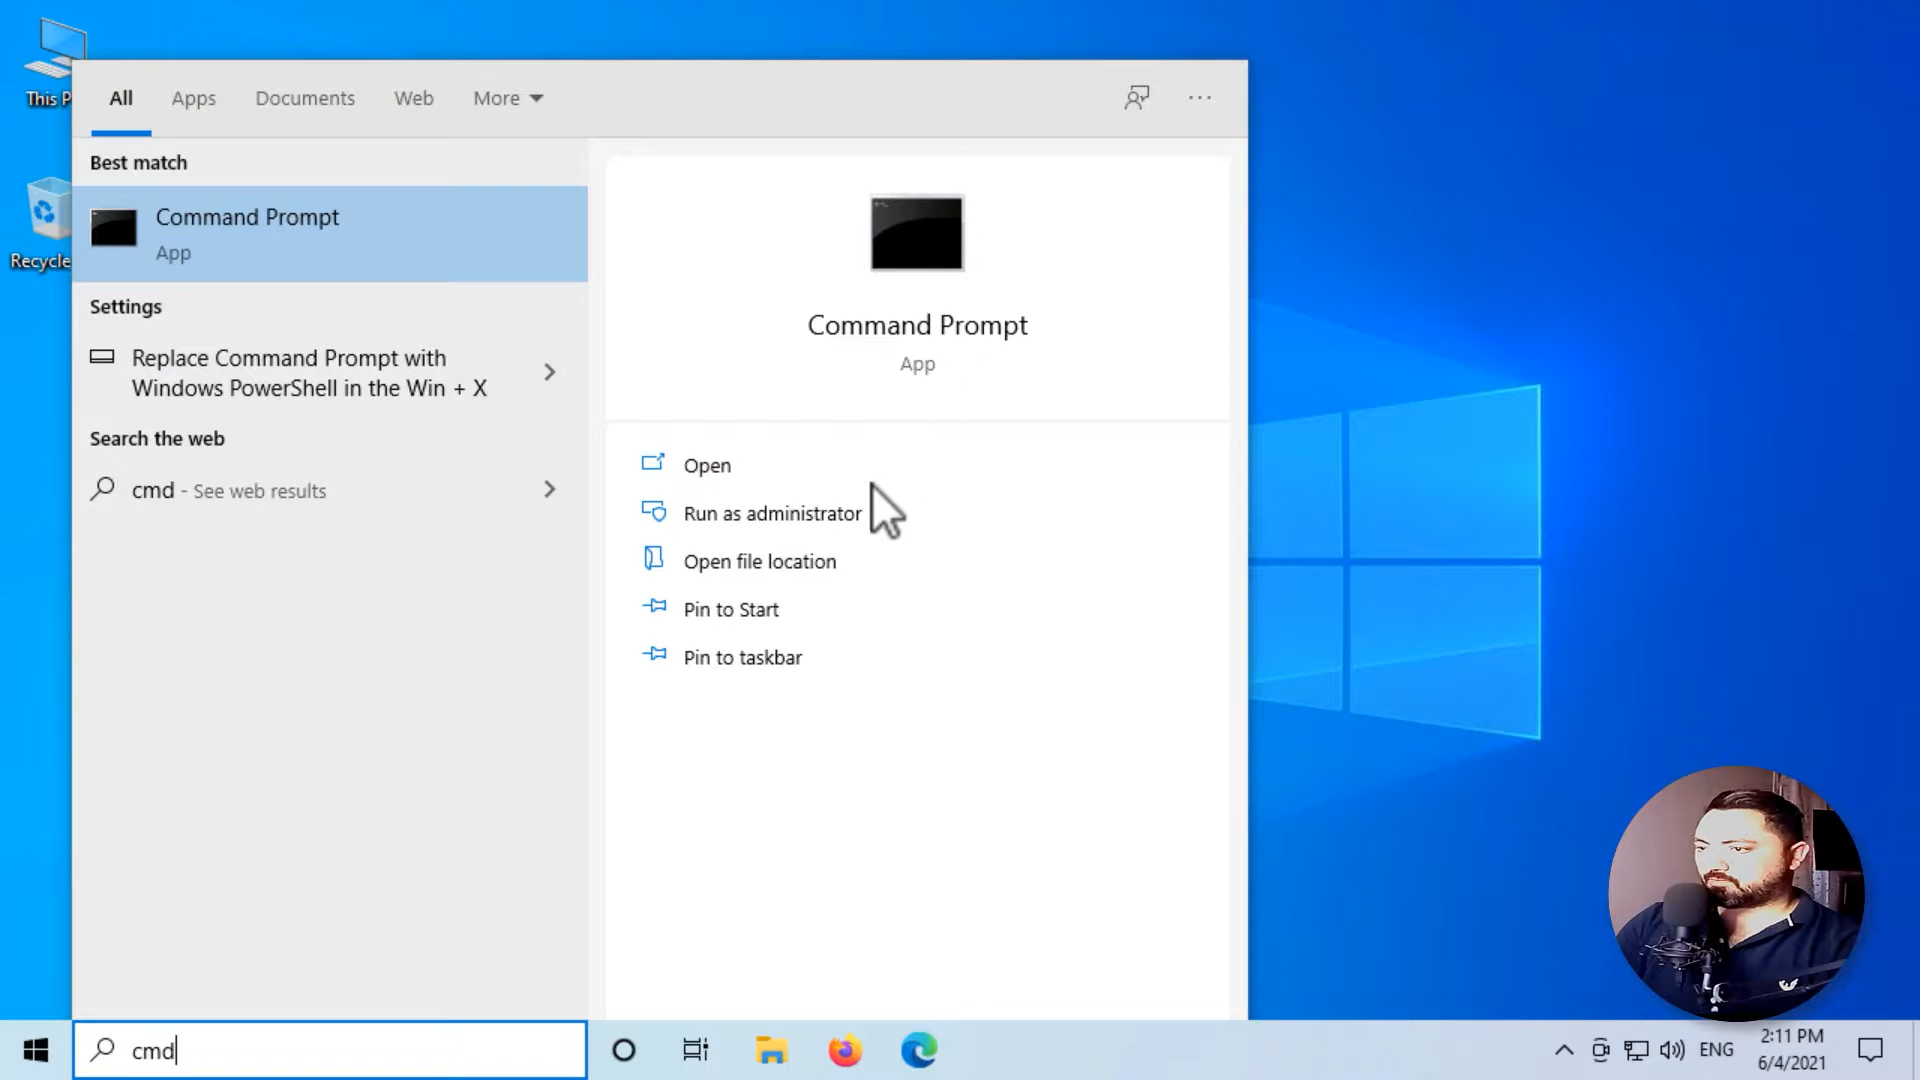 This P
Recycle
All Apps Documents Web More
Best match
Command Prompt
App
Settings
Replace Command Prompt with
Windows PowerShell in the Win + X
Search the web
cmd - See web results
Command Prompt
App
Open
Run as administrator
Open file location
Pin to Start
Pin to taskbar
cmd
ENG
2:11 PM
6/4/2021